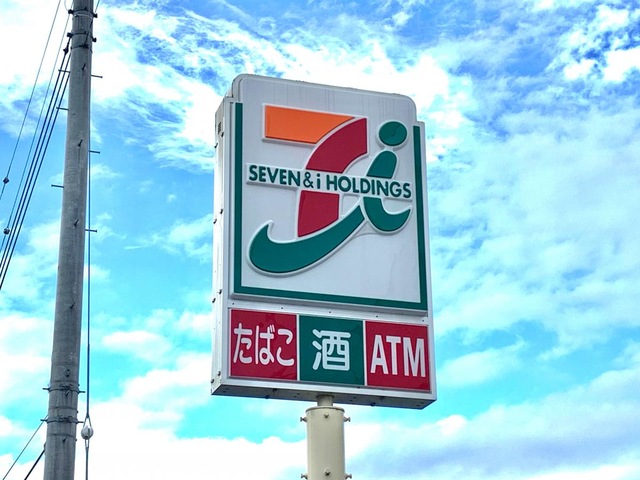 SEVEN & i HOLDINGS
たばこ 酒 ATM